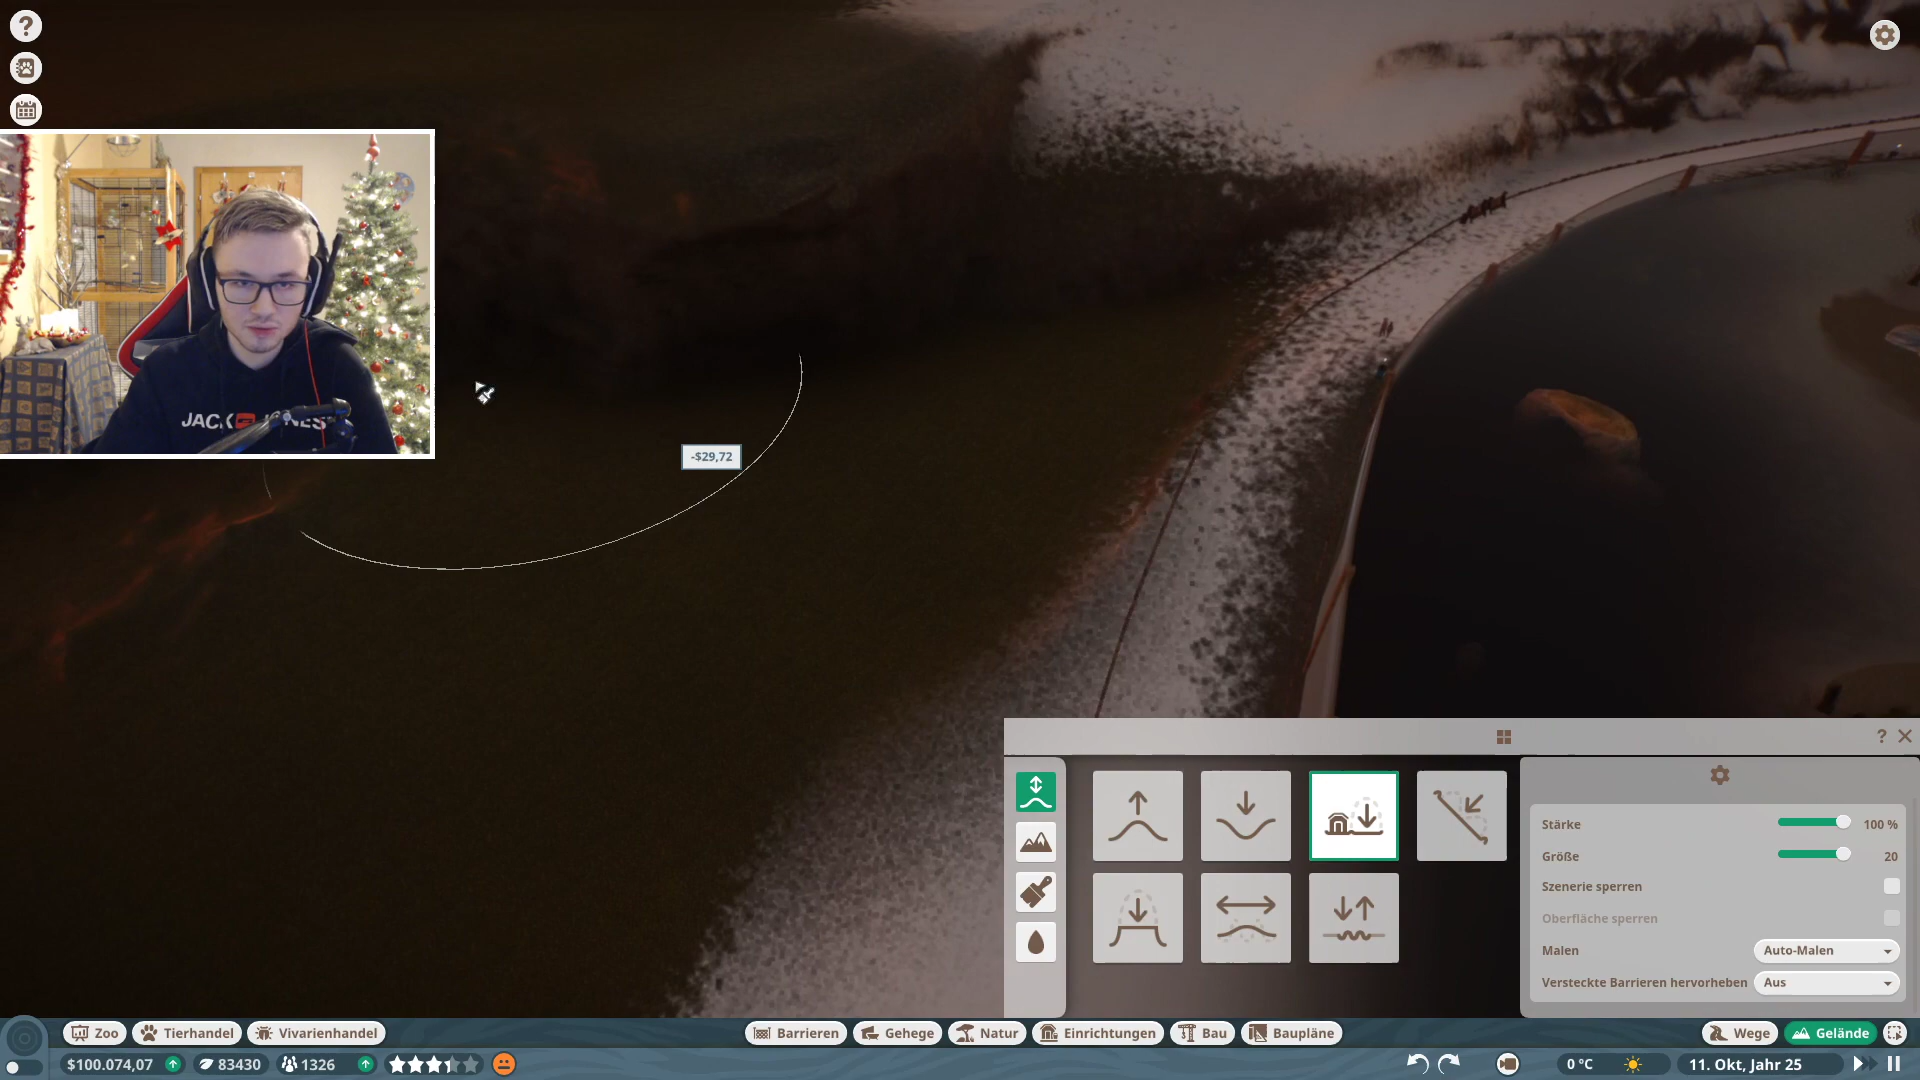 ?
JACK & JONES
-$29,72
?
Stärke
100 %
Größe
20
Szenerie sperren
Oberfläche sperren
Malen
Auto-Malen
Versteckte Barrieren hervorheben
Aus
Zoo
Tierhandel
Vivarienhandel
Barrieren
Gehege
Natur
Einrichtungen
Bau
Baupläne
Wege
Gelände
$100.074,07
83430
1326
0 °C
11. Okt, Jahr 25